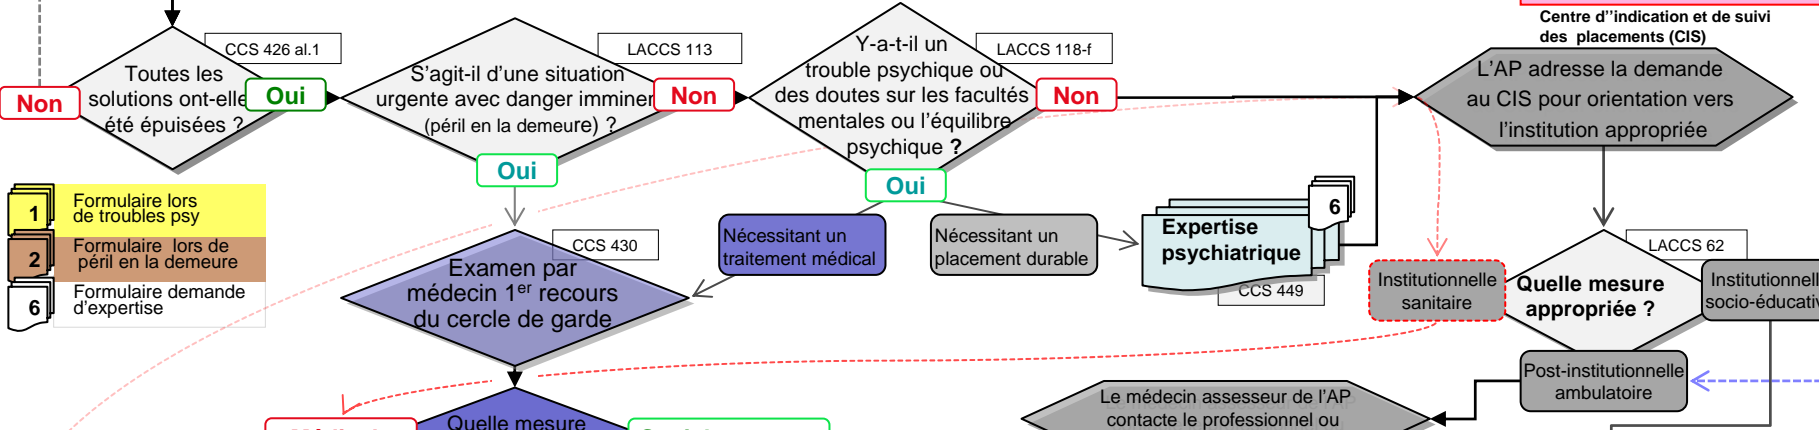 Centre d''indication et de suivi
des placements (CIS)
CCS 426 al.1
Toutes les
solutions ont-elle
été épuisées ?
Non
Oui
LACCS 113
S'agit-il d'une situation
urgente avec danger imminer
(péril en la demeure) ?
Non
Oui
LACCS 118-f
Y-a-t-il un
trouble psychique ou
des doutes sur les facultés
mentales ou l'équilibre
psychique ?
Non
Oui
L'AP adresse la demande
au CIS pour orientation vers
l'institution appropriée
1
Formulaire lors
de troubles psy
2
Formulaire lors de
péril en la demeure
6
Formulaire demande
d'expertise
CCS 430
Examen par
médecin 1er recours
du cercle de garde
Nécessitant un
traitement médical
Nécessitant un
placement durable
6
Expertise
psychiatrique
CCS 449
LACCS 62
Institutionnelle
sanitaire
Quelle mesure
appropriée ?
Institutionnell
socio-éducativ
Post-institutionnelle
ambulatoire
Le médecin assesseur de l'AP
contacte le professionnel ou
Quelle mesure